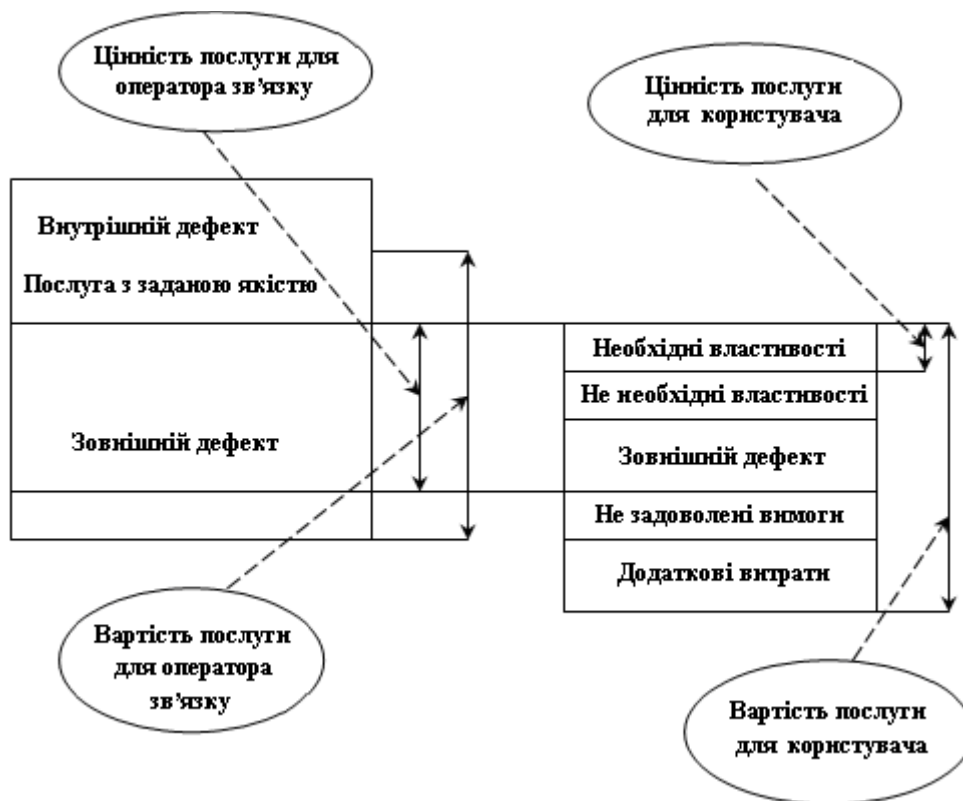 Цінність послуги для
оператора зв’язку
Цінність послуги
для користувача
Внутрішній дефект
Послуга з заданою якістю
Зовнішній дефект
Необхідні властивості
Не необхідні властивості
Зовнішній дефект
Не задоволені вимоги
Додаткові витрати
Вартість послуги
для оператора
зв’язку
Вартість послуги
для користувача